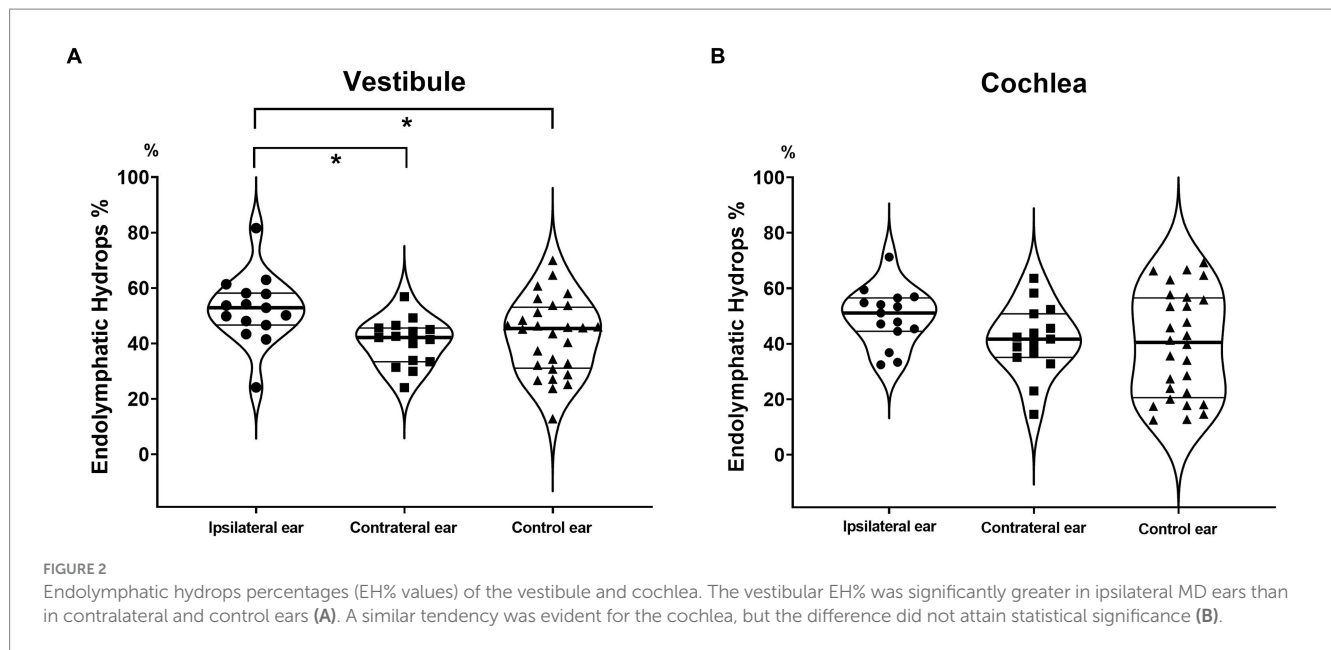 A
Vestibule
*
*
%
Endolymphatic Hydrops %
100
80
60
40
20
0
Ipsilateral ear
Contrateral ear
Control ear
B
Cochlea
%
Endolymphatic Hydrops %
100
80
60
40
20
0
Ipsilateral ear
Contrateral ear
Control ear
FIGURE 2
Endolymphatic hydrops percentages (EH% values) of the vestibule and cochlea. The vestibular EH% was significantly greater in ipsilateral MD ears than
in contralateral and control ears (A). A similar tendency was evident for the cochlea, but the difference did not attain statistical significance (B).